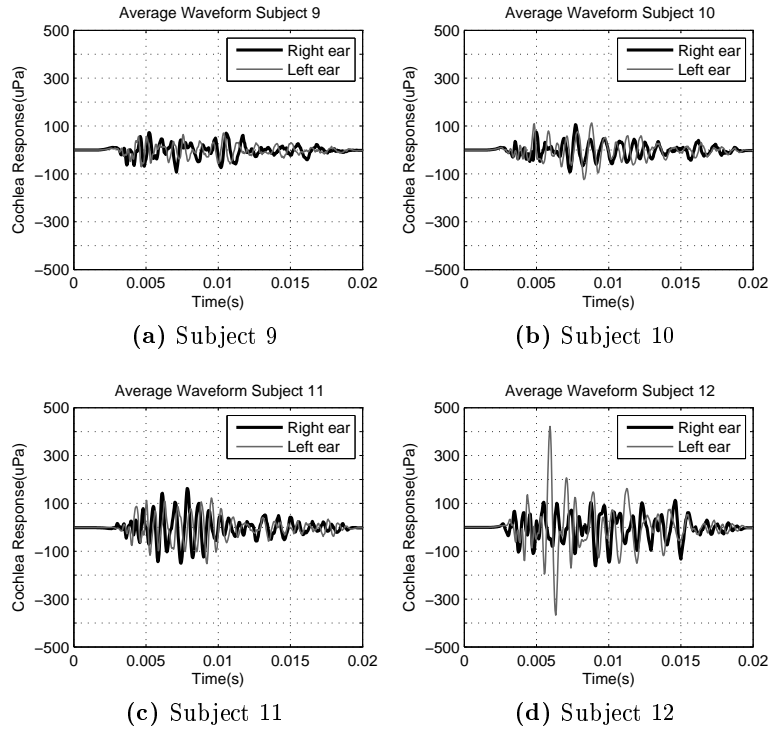 Average Waveform Subject 9
500
300
100
−100
−300
−500
Cochlea Response(uPa)
Right ear
Left ear
0
0.005
0.01
0.015
0.02
Time(s)
(a) Subject 9
Average Waveform Subject 10
500
300
100
−100
−300
−500
Cochlea Response(uPa)
Right ear
Left ear
0
0.005
0.01
0.015
0.02
Time(s)
(b) Subject 10
Average Waveform Subject 11
500
300
100
−100
−300
−500
Cochlea Response(uPa)
Right ear
Left ear
0
0.005
0.01
0.015
0.02
Time(s)
(c) Subject 11
Average Waveform Subject 12
500
300
100
−100
−300
−500
Cochlea Response(uPa)
Right ear
Left ear
0
0.005
0.01
0.015
0.02
Time(s)
(d) Subject 12